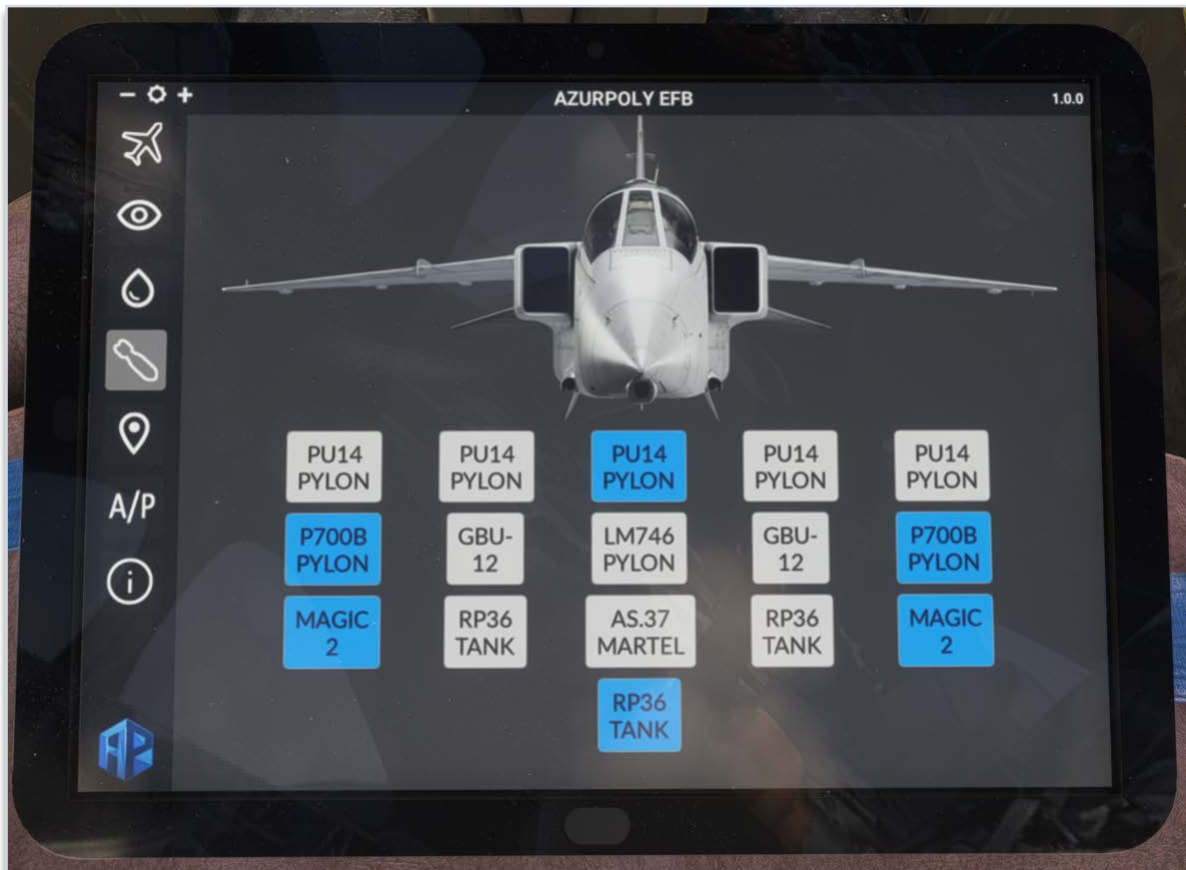 AZURPOLY EFB
1.0.0
A/P
i
PU14
PYLON
PU14
PYLON
PU14
PYLON
PU14
PYLON
PU14
PYLON
P700B
PYLON
GBU-
12
LM746
PYLON
GBU-
12
P700B
PYLON
MAGIC
2
RP36
TANK
AS.37
MARTEL
RP36
TANK
MAGIC
2
RP36
TANK
AP